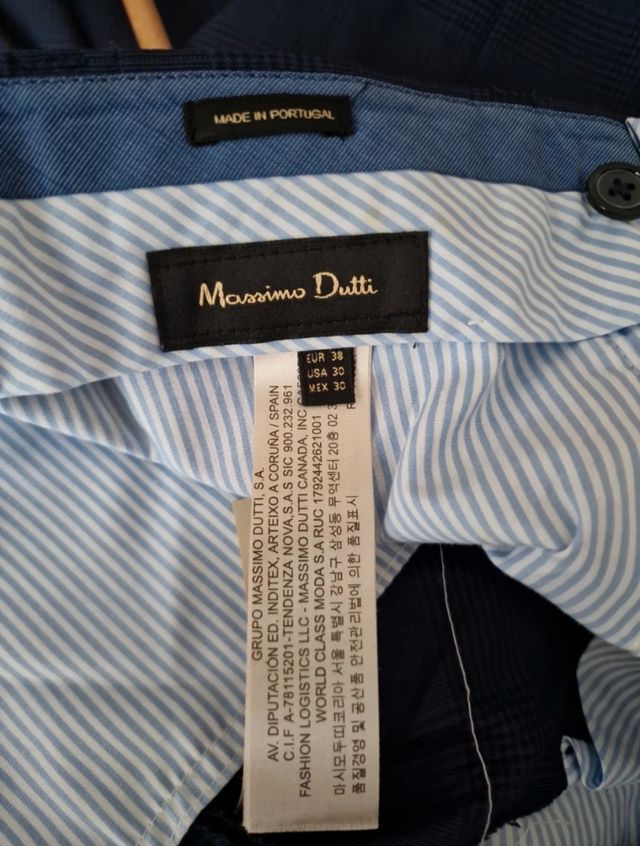 MADE IN PORTUGAL
Massimo Dutti
EUR 38
USA 30
MEX 30
GRUPO MASSIMO DUTTI, S.A.
AV. DIPUTACIÓN ED. INDITEX, ARTEIXO A CORUÑA / SPAIN
C.I.F A-78115201-TENDENZA NOVA,S.A.S SIC 900.232.961
FASHION LOGISTICS LLC - MASSIMO DUTTI CANADA, INC
WORLD CLASS MODA S.A RUC 1792442621001
마시모두띠코리아 서울 특별시 강남구 삼성동 무역센터 20층 02
품질경영 및 공산품 안전관리법에 의한 품질표시